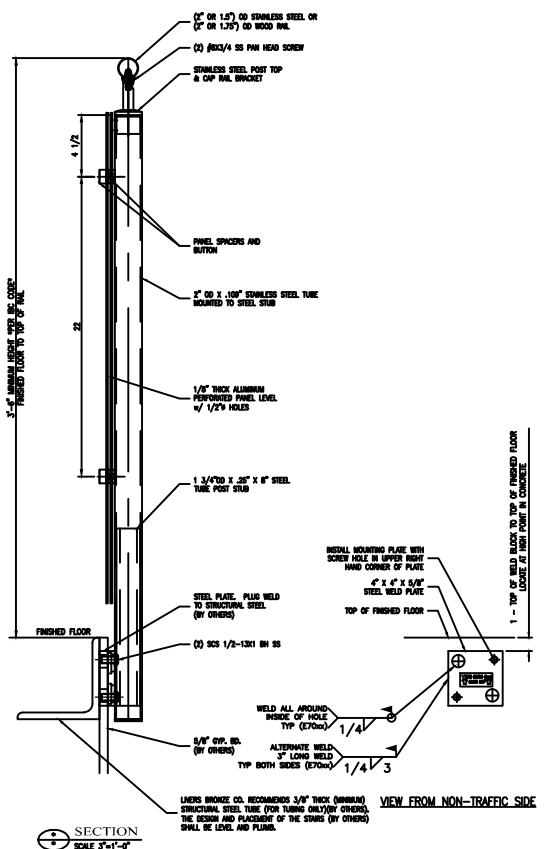 (2" OR 1.5") OD STAINLESS STEEL OR
(2" OR 1.75") OD WOOD RAIL
(2) #8X3/4 SS PAN HEAD SCREW
STAINLESS STEEL POST TOP
& CAP RAIL BRACKET
4 1/2
PANEL SPACERS AND
BUTTON
2" OD X .109" STAINLESS STEEL TUBE
MOUNTED TO STEEL STUB
3'-6" MINIMUM HEIGHT *PER IBC CODE*
FINISHED FLOOR TO TOP OF RAIL
22
1/8" THICK ALUMINUM
PERFORATED PANEL LEVEL
w/ 1/2"ø HOLES
1 3/4"OD X .25" X 8" STEEL
TUBE POST STUB
1 - TOP OF WELD BLOCK TO TOP OF FINISHED FLOOR
LOCATE AT HIGH POINT IN CONCRETE
INSTALL MOUNTING PLATE WITH
SCREW HOLE IN UPPER RIGHT
HAND CORNER OF PLATE
4" X 4" X 5/8"
STEEL WELD PLATE
TOP OF FINISHED FLOOR
STEEL PLATE. PLUG WELD
TO STRUCTURAL STEEL
(BY OTHERS)
FINISHED FLOOR
(2) SCS 1/2-13X1 BH SS
WELD ALL AROUND
INSIDE OF HOLE
TYP (E70xx)
1/4
5/8" GYP. BD.
(BY OTHERS)
ALTERNATE WELD
3" LONG WELD
TYP BOTH SIDES (E70xx)
1/4 3
LIVERS BRONZE CO. RECOMMENDS 3/8" THICK (MINIMUM)
STRUCTURAL STEEL TUBE (FOR TUBING ONLY)(BY OTHERS).
THE DESIGN AND PLACEMENT OF THE STAIRS (BY OTHERS)
SHALL BE LEVEL AND PLUMB.
VIEW FROM NON-TRAFFIC SIDE
SECTION
SCALE 3"=1'-0"